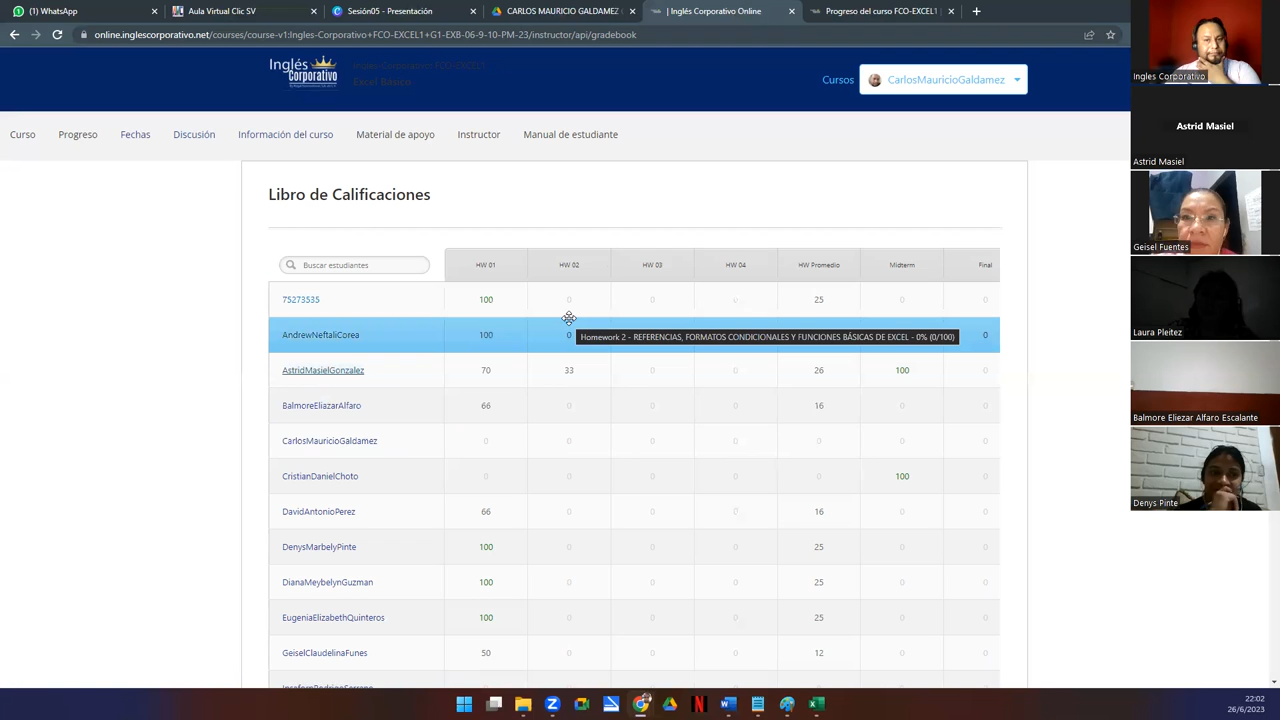 WhatsApp
Aula Virtual Clic SV
Sesión05 - Presentación
CARLOS MAURICIO GALDAMEZ
| Inglés Corporativo Online
Progreso del curso FCO-EXCEL1
online.inglescorporativo.net/courses/course-v1:Ingles-Corporativo+FCO-EXCEL1+G1-EXB-06-9-10-PM-23/instructor/api/gradebook
Inglés
Corporativo
Excel Básico
Cursos
CarlosMauricioGaldamez
Curso
Progreso
Fechas
Discusión
Información del curso
Material de apoyo
Instructor
Manual de estudiante
Libro de Calificaciones
Buscar estudiantes
HW 01 HW 02 HW 03 HW 04 HW Promedio Midterm Final
75273535 100 0 0 0 25 0 0
AndrewNeftaliCorea 100 0 0
Homework 2 - REFERENCIAS, FORMATOS CONDICIONALES Y FUNCIONES BÁSICAS DE EXCEL - 0% (0/100)
AstridMasielGonzalez 70 33 0 0 26 100 0
BalmoreEliazarAlfaro 66 0 0 0 16 0 0
CarlosMauricioGaldamez 0 0 0
CristianDanielChoto 0 0 100 0
DavidAntonioPerez 66 0 0 0 16 0 0
DenysMarbelyPinte 100 0 0 0 25 0 0
DianaMeybelynGuzman 100 0 0 0 25 0 0
EugeniaElizabethQuinteros 100 0 0 0 25 0 0
GeiselClaudelinaFunes 50 0 0 0 12 0 0
Ingles Corporativo
Astrid Masiel
Astrid Masiel
Geisel Fuentes
Laura Pleitez
Balmore Eliezar Alfaro Escalante
Denys Pinte
22:02
26/6/2023